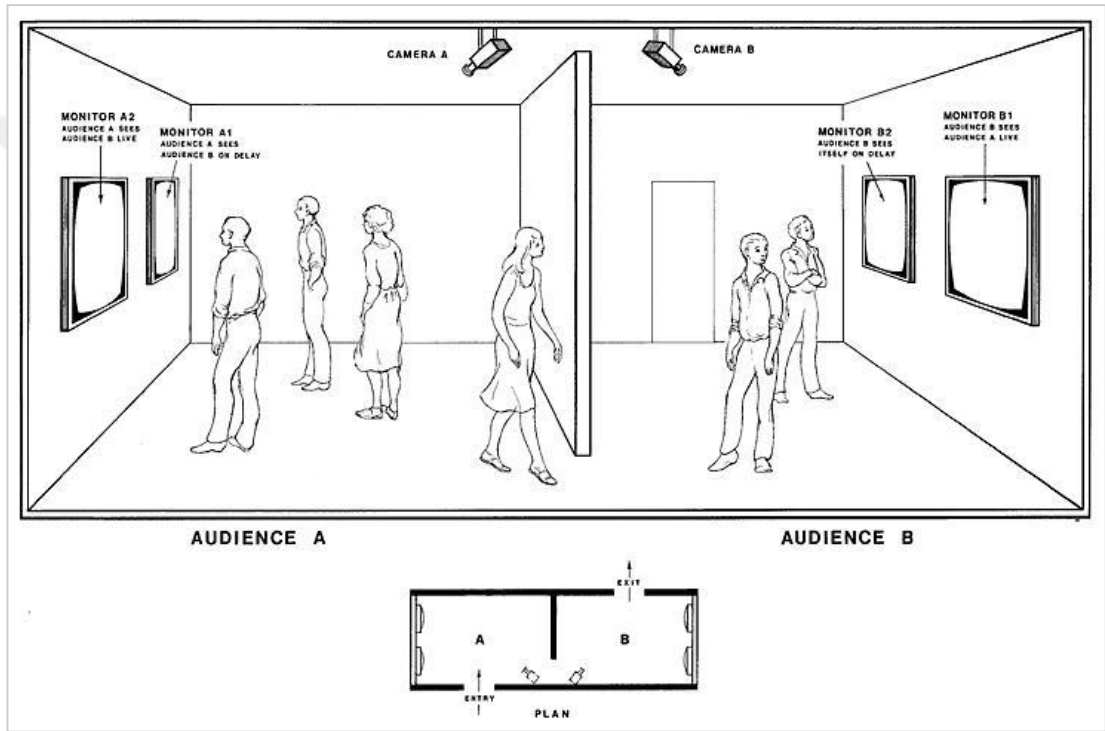 CAMERA A
CAMERA B
MONITOR A2
AUDIENCE A SEES
AUDIENCE B LIVE
MONITOR A1
AUDIENCE A SEES
AUDIENCE B ON DELAY
MONITOR B2
AUDIENCE B SEES
ITSELF ON DELAY
MONITOR B1
AUDIENCE B SEES
A LIVE
AUDIENCE A
AUDIENCE B
EXIT
A
B
ENTRY
PLAN